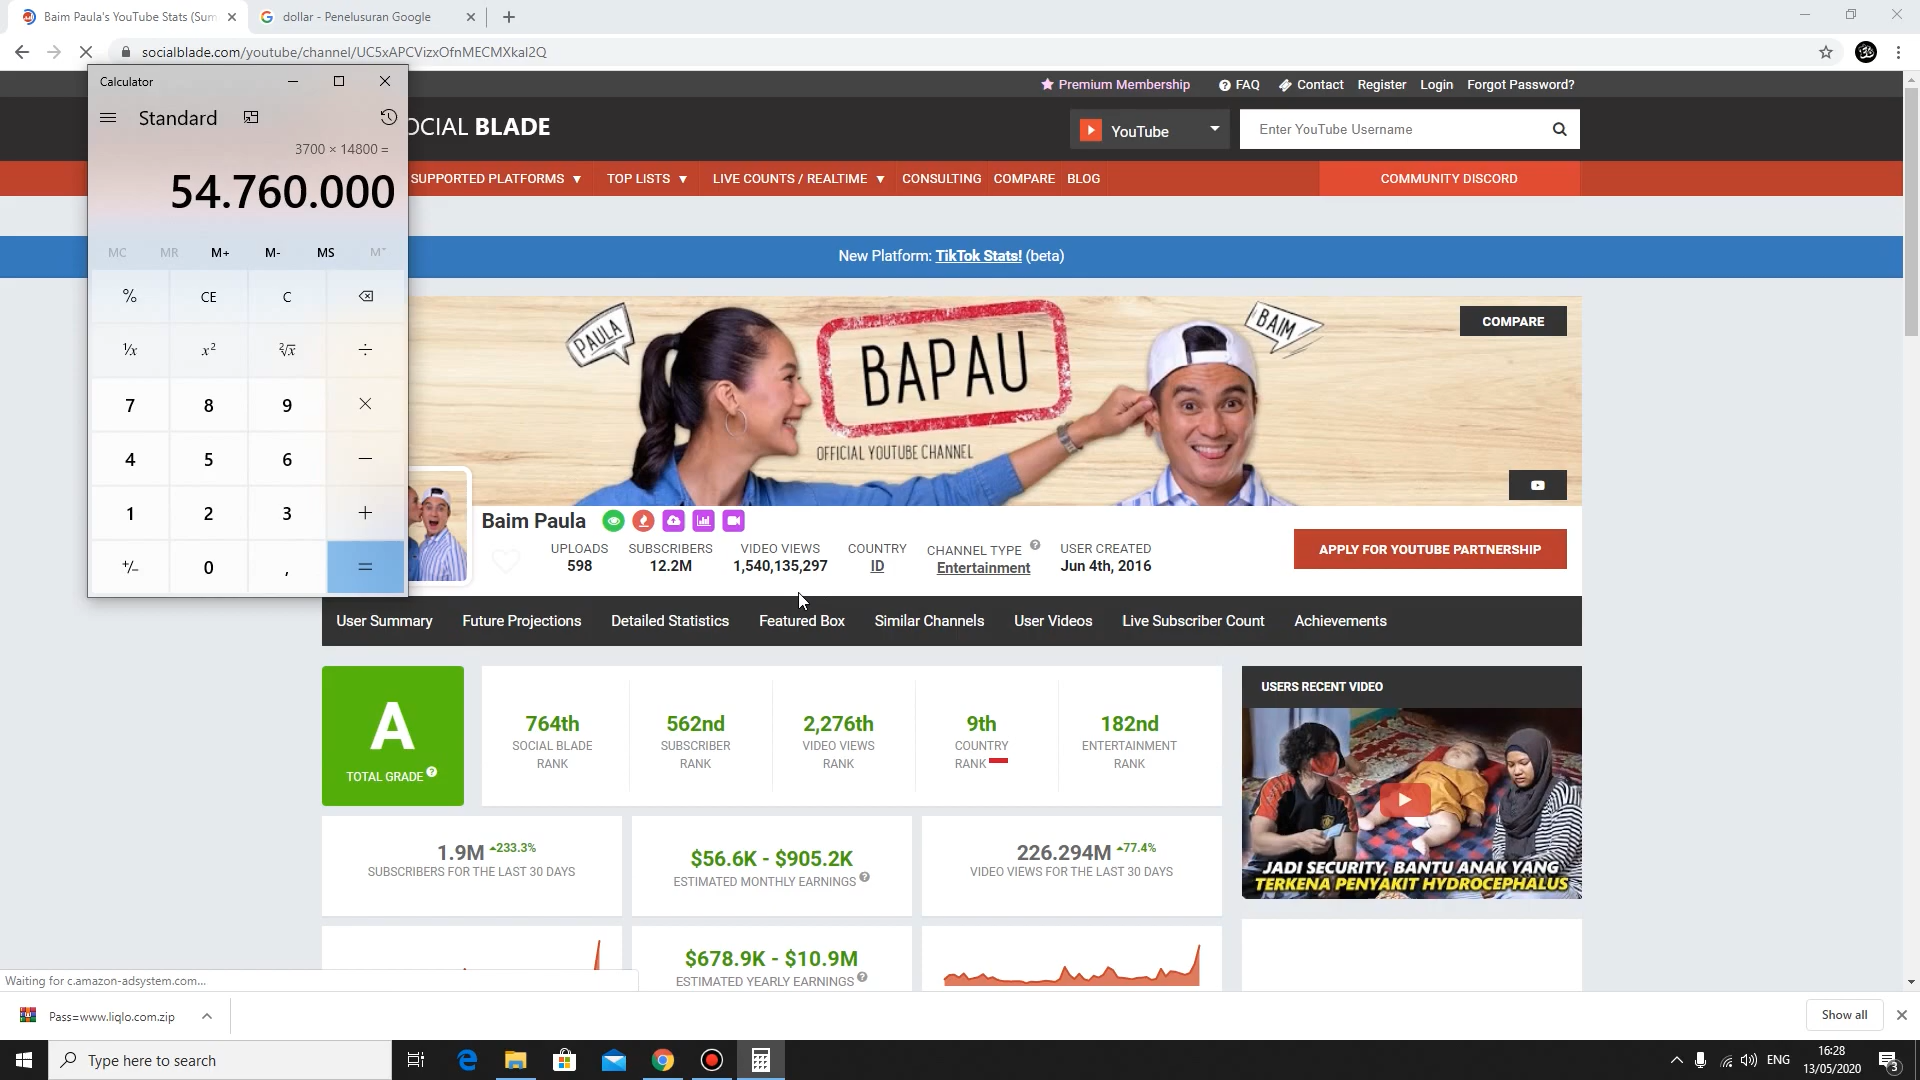 Baim Paula's YouTube Stats (Sum
dollar - Penelusuran Google
socialblade.com/youtube/channel/UC5xAPCVizxOfnMECMXkal2Q
Calculator
Standard
3700 × 14800 =
54.760.000
MC MR M+ M- MS M˅
% CE C
¹/x x² ²√x ÷
7 8 9 ×
4 5 6 −
1 2 3 +
+/− 0 , =
Premium Membership FAQ Contact Register Login Forgot Password?
OCIAL BLADE
YouTube
Enter YouTube Username
SUPPORTED PLATFORMS ▼ TOP LISTS ▼ LIVE COUNTS / REALTIME ▼ CONSULTING COMPARE BLOG
COMMUNITY DISCORD
New Platform: TikTok Stats! (beta)
PAULA
BAPAU
BAIM
OFFICIAL YOUTUBE CHANNEL
COMPARE
Baim Paula
UPLOADS
598
SUBSCRIBERS
12.2M
VIDEO VIEWS
1,540,135,297
COUNTRY
ID
CHANNEL TYPE ?
Entertainment
USER CREATED
Jun 4th, 2016
APPLY FOR YOUTUBE PARTNERSHIP
User Summary Future Projections Detailed Statistics Featured Box Similar Channels User Videos Live Subscriber Count Achievements
A
TOTAL GRADE ?
764th
SOCIAL BLADE
RANK
562nd
SUBSCRIBER
RANK
2,276th
VIDEO VIEWS
RANK
9th
COUNTRY
RANK
182nd
ENTERTAINMENT
RANK
USERS RECENT VIDEO
JADI SECURITY, BANTU ANAK YANG
TERKENA PENYAKIT HYDROCEPHALUS
1.9M +233.3%
SUBSCRIBERS FOR THE LAST 30 DAYS
$56.6K - $905.2K
ESTIMATED MONTHLY EARNINGS ?
226.294M +77.4%
VIDEO VIEWS FOR THE LAST 30 DAYS
$678.9K - $10.9M
ESTIMATED YEARLY EARNINGS ?
Waiting for c.amazon-adsystem.com...
Pass=www.liqlo.com.zip
Show all
Type here to search
ENG
16:28
13/05/2020
3